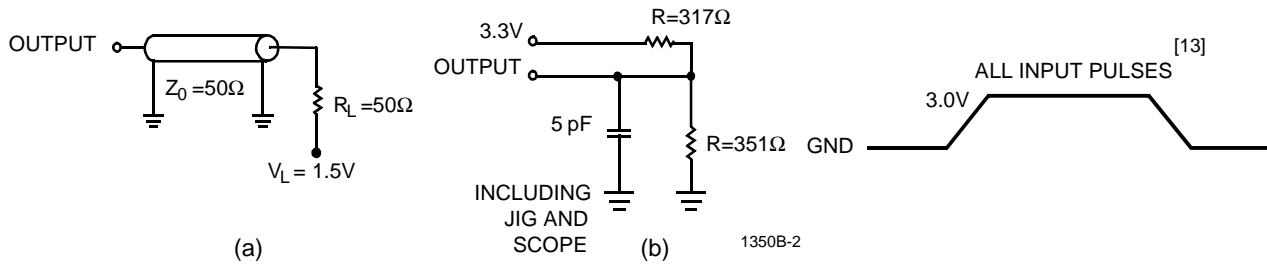 OUTPUT
Z0 =50Ω
RL =50Ω
VL = 1.5V
(a)
R=317Ω
3.3V
OUTPUT
5 pF
R=351Ω
INCLUDING
JIG AND
SCOPE
(b)
1350B-2
[13]
ALL INPUT PULSES
3.0V
GND